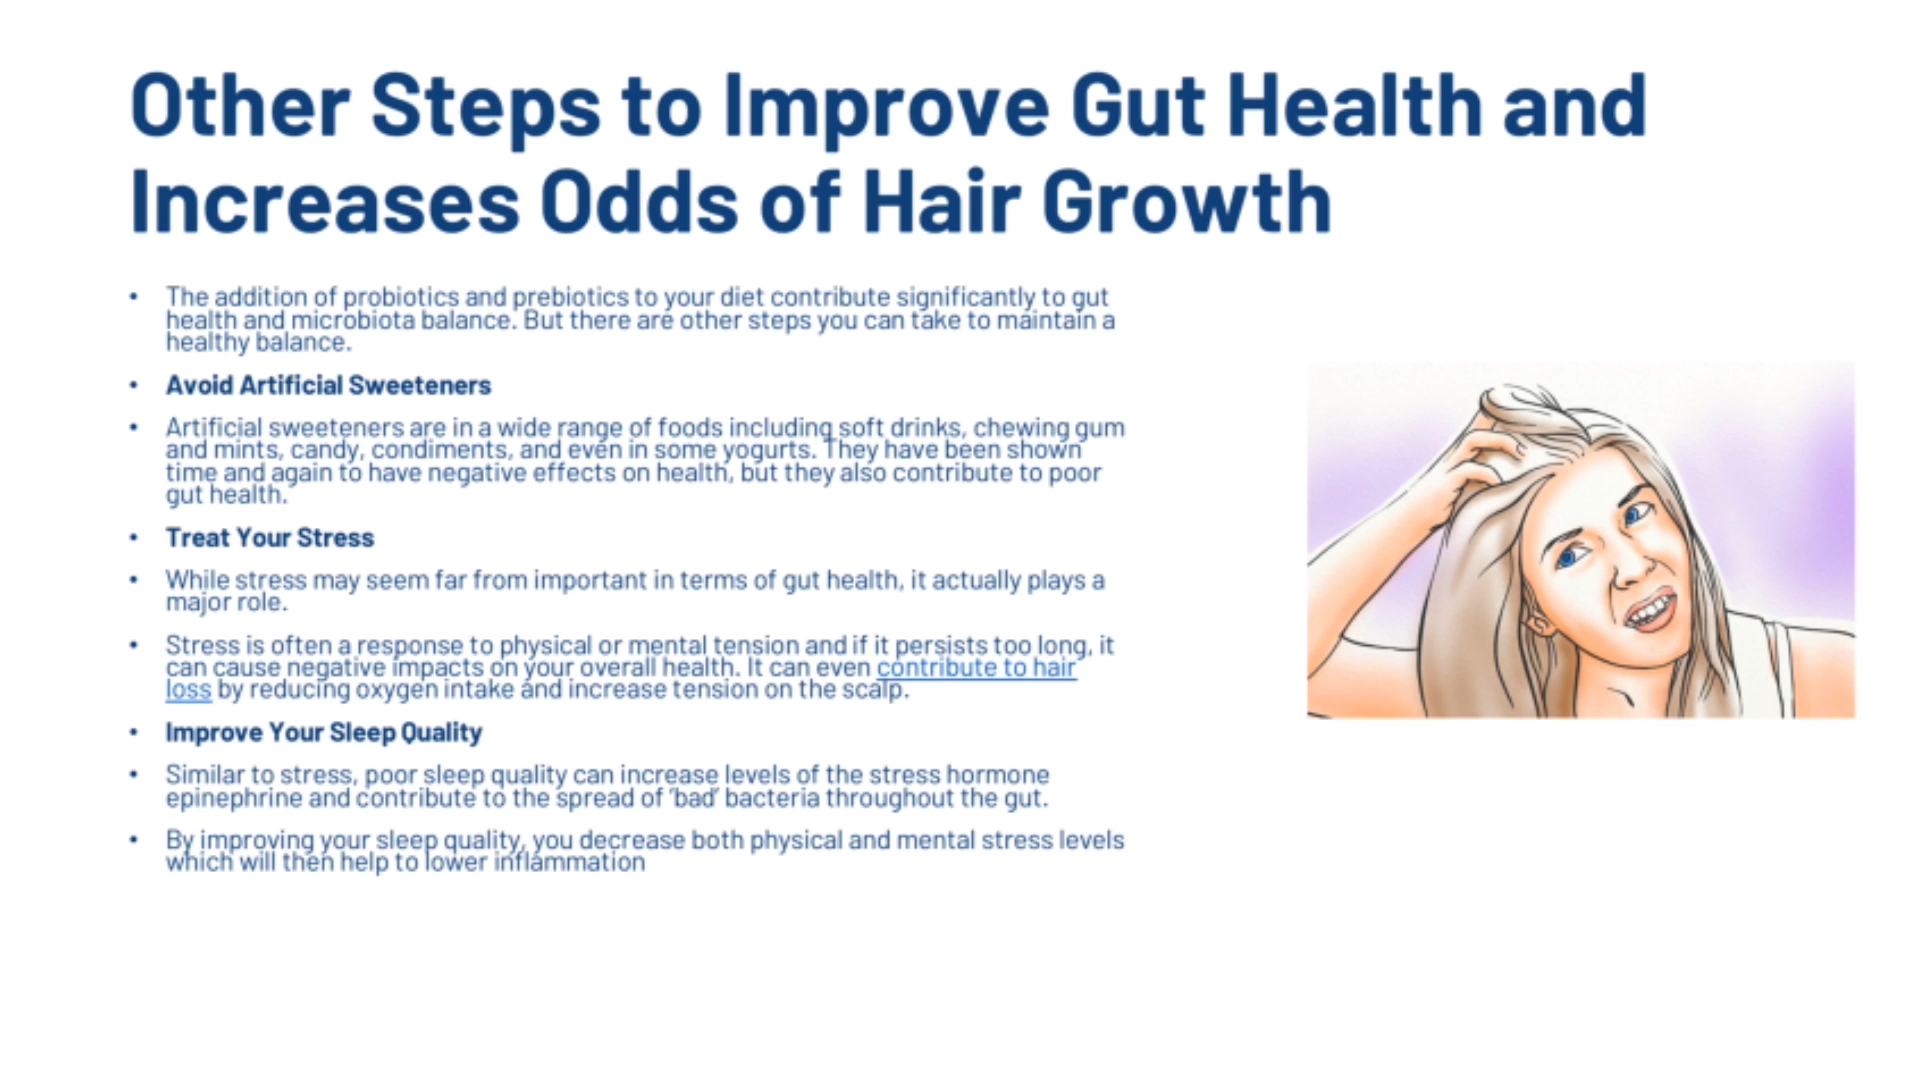 Other Steps to Improve Gut Health and
Increases Odds of Hair Growth
• The addition of probiotics and prebiotics to your diet contribute significantly to gut
health and microbiota balance. But there are other steps you can take to maintain a
healthy balance.
• Avoid Artificial Sweeteners
• Artificial sweeteners are in a wide range of foods including soft drinks, chewing gum
and mints, candy, condiments, and even in some yogurts. They have been shown
time and again to have negative effects on health, but they also contribute to poor
gut health.
• Treat Your Stress
• While stress may seem far from important in terms of gut health, it actually plays a
major role.
• Stress is often a response to physical or mental tension and if it persists too long, it
can cause negative impacts on your overall health. It can even contribute to hair
loss by reducing oxygen intake and increase tension on the scalp.
• Improve Your Sleep Quality
• Similar to stress, poor sleep quality can increase levels of the stress hormone
epinephrine and contribute to the spread of ‘bad’ bacteria throughout the gut.
• By improving your sleep quality, you decrease both physical and mental stress levels
which will then help to lower inflammation